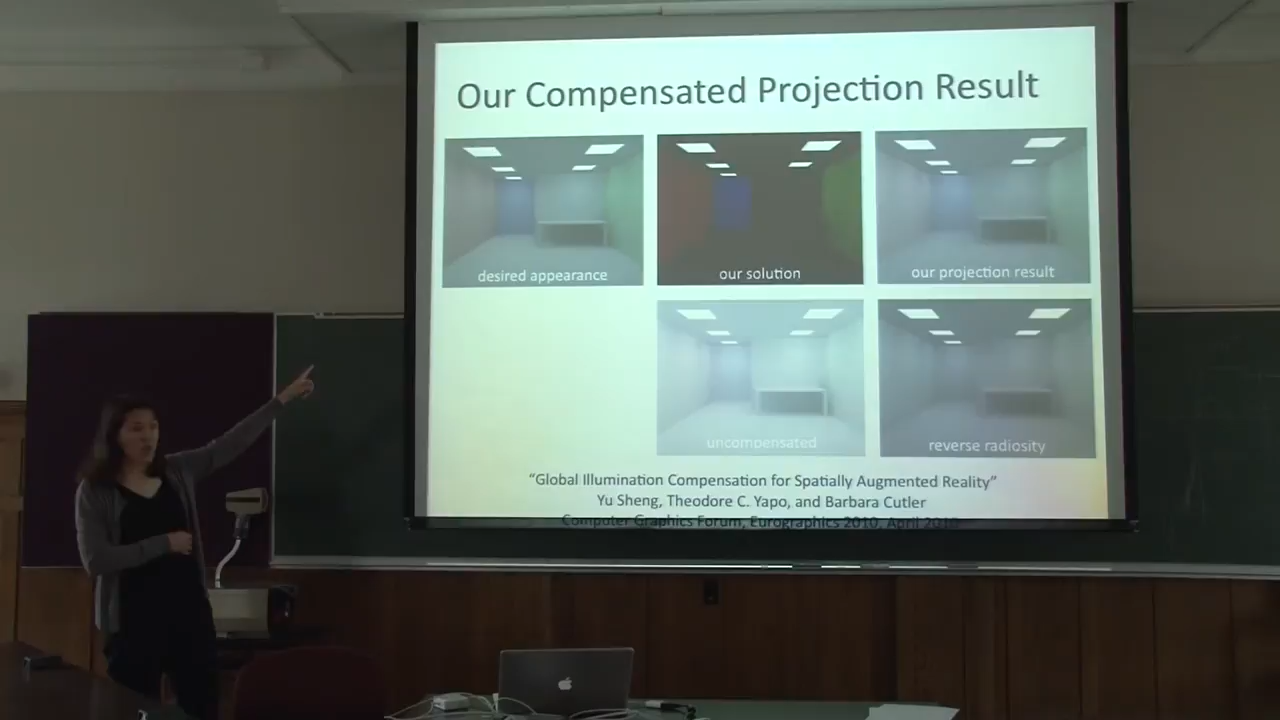 Our Compensated Projection Result
desired appearance
our solution
our projection result
uncompensated
reverse radiosity
“Global Illumination Compensation for Spatially Augmented Reality”
Yu Sheng, Theodore C. Yapo, and Barbara Cutler
Computer Graphics Forum, Eurographics 2010, April 2010